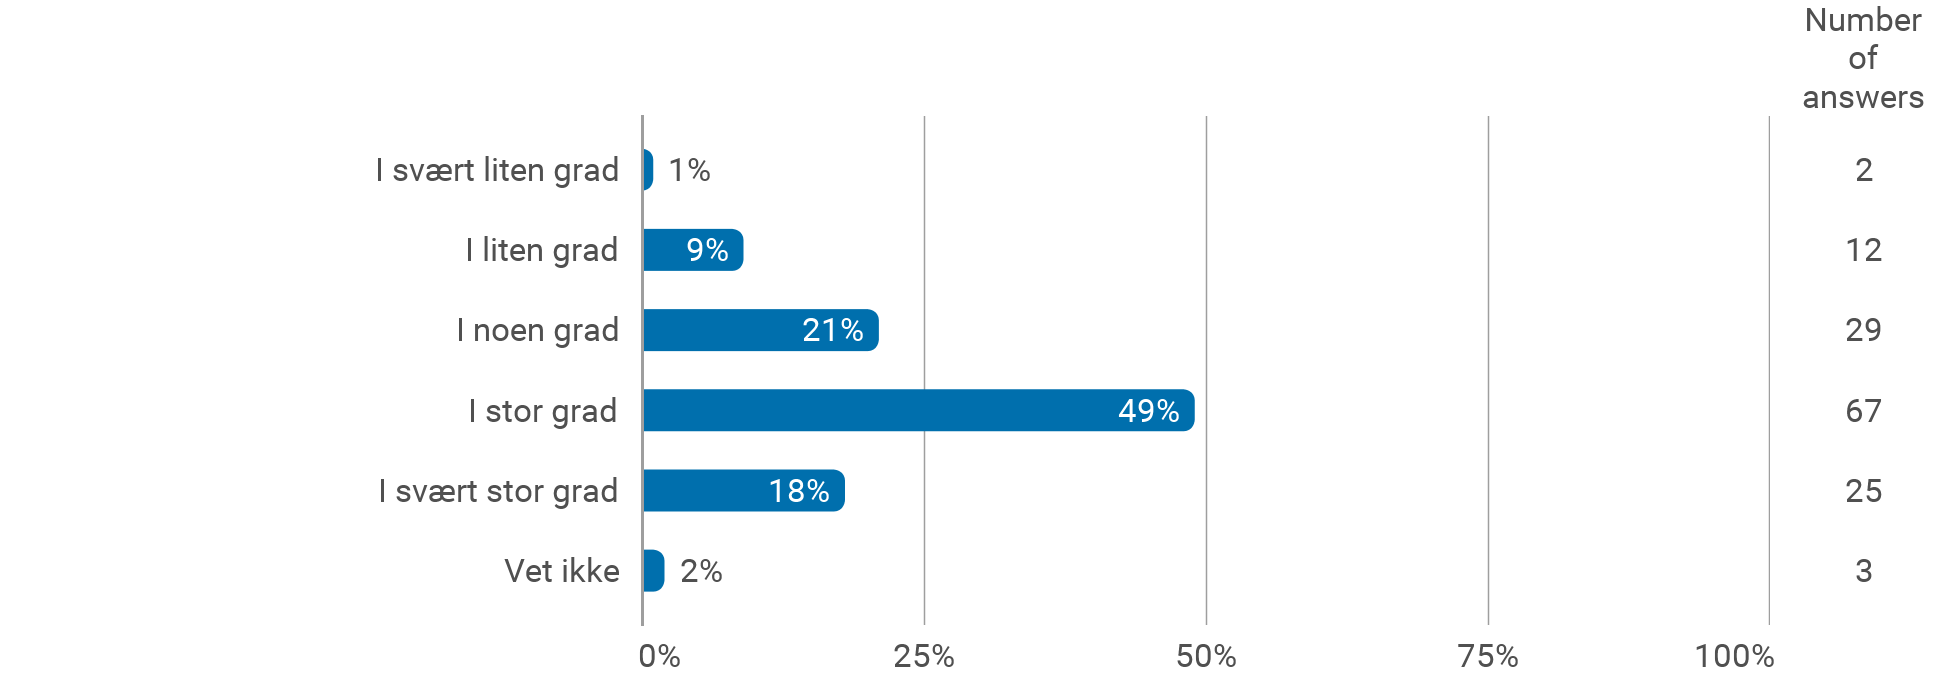 Number
of
answers
I svært liten grad 1% 2
I liten grad 9% 12
I noen grad 21% 29
I stor grad 49% 67
I svært stor grad 18% 25
Vet ikke 2% 3
0% 25% 50% 75% 100%